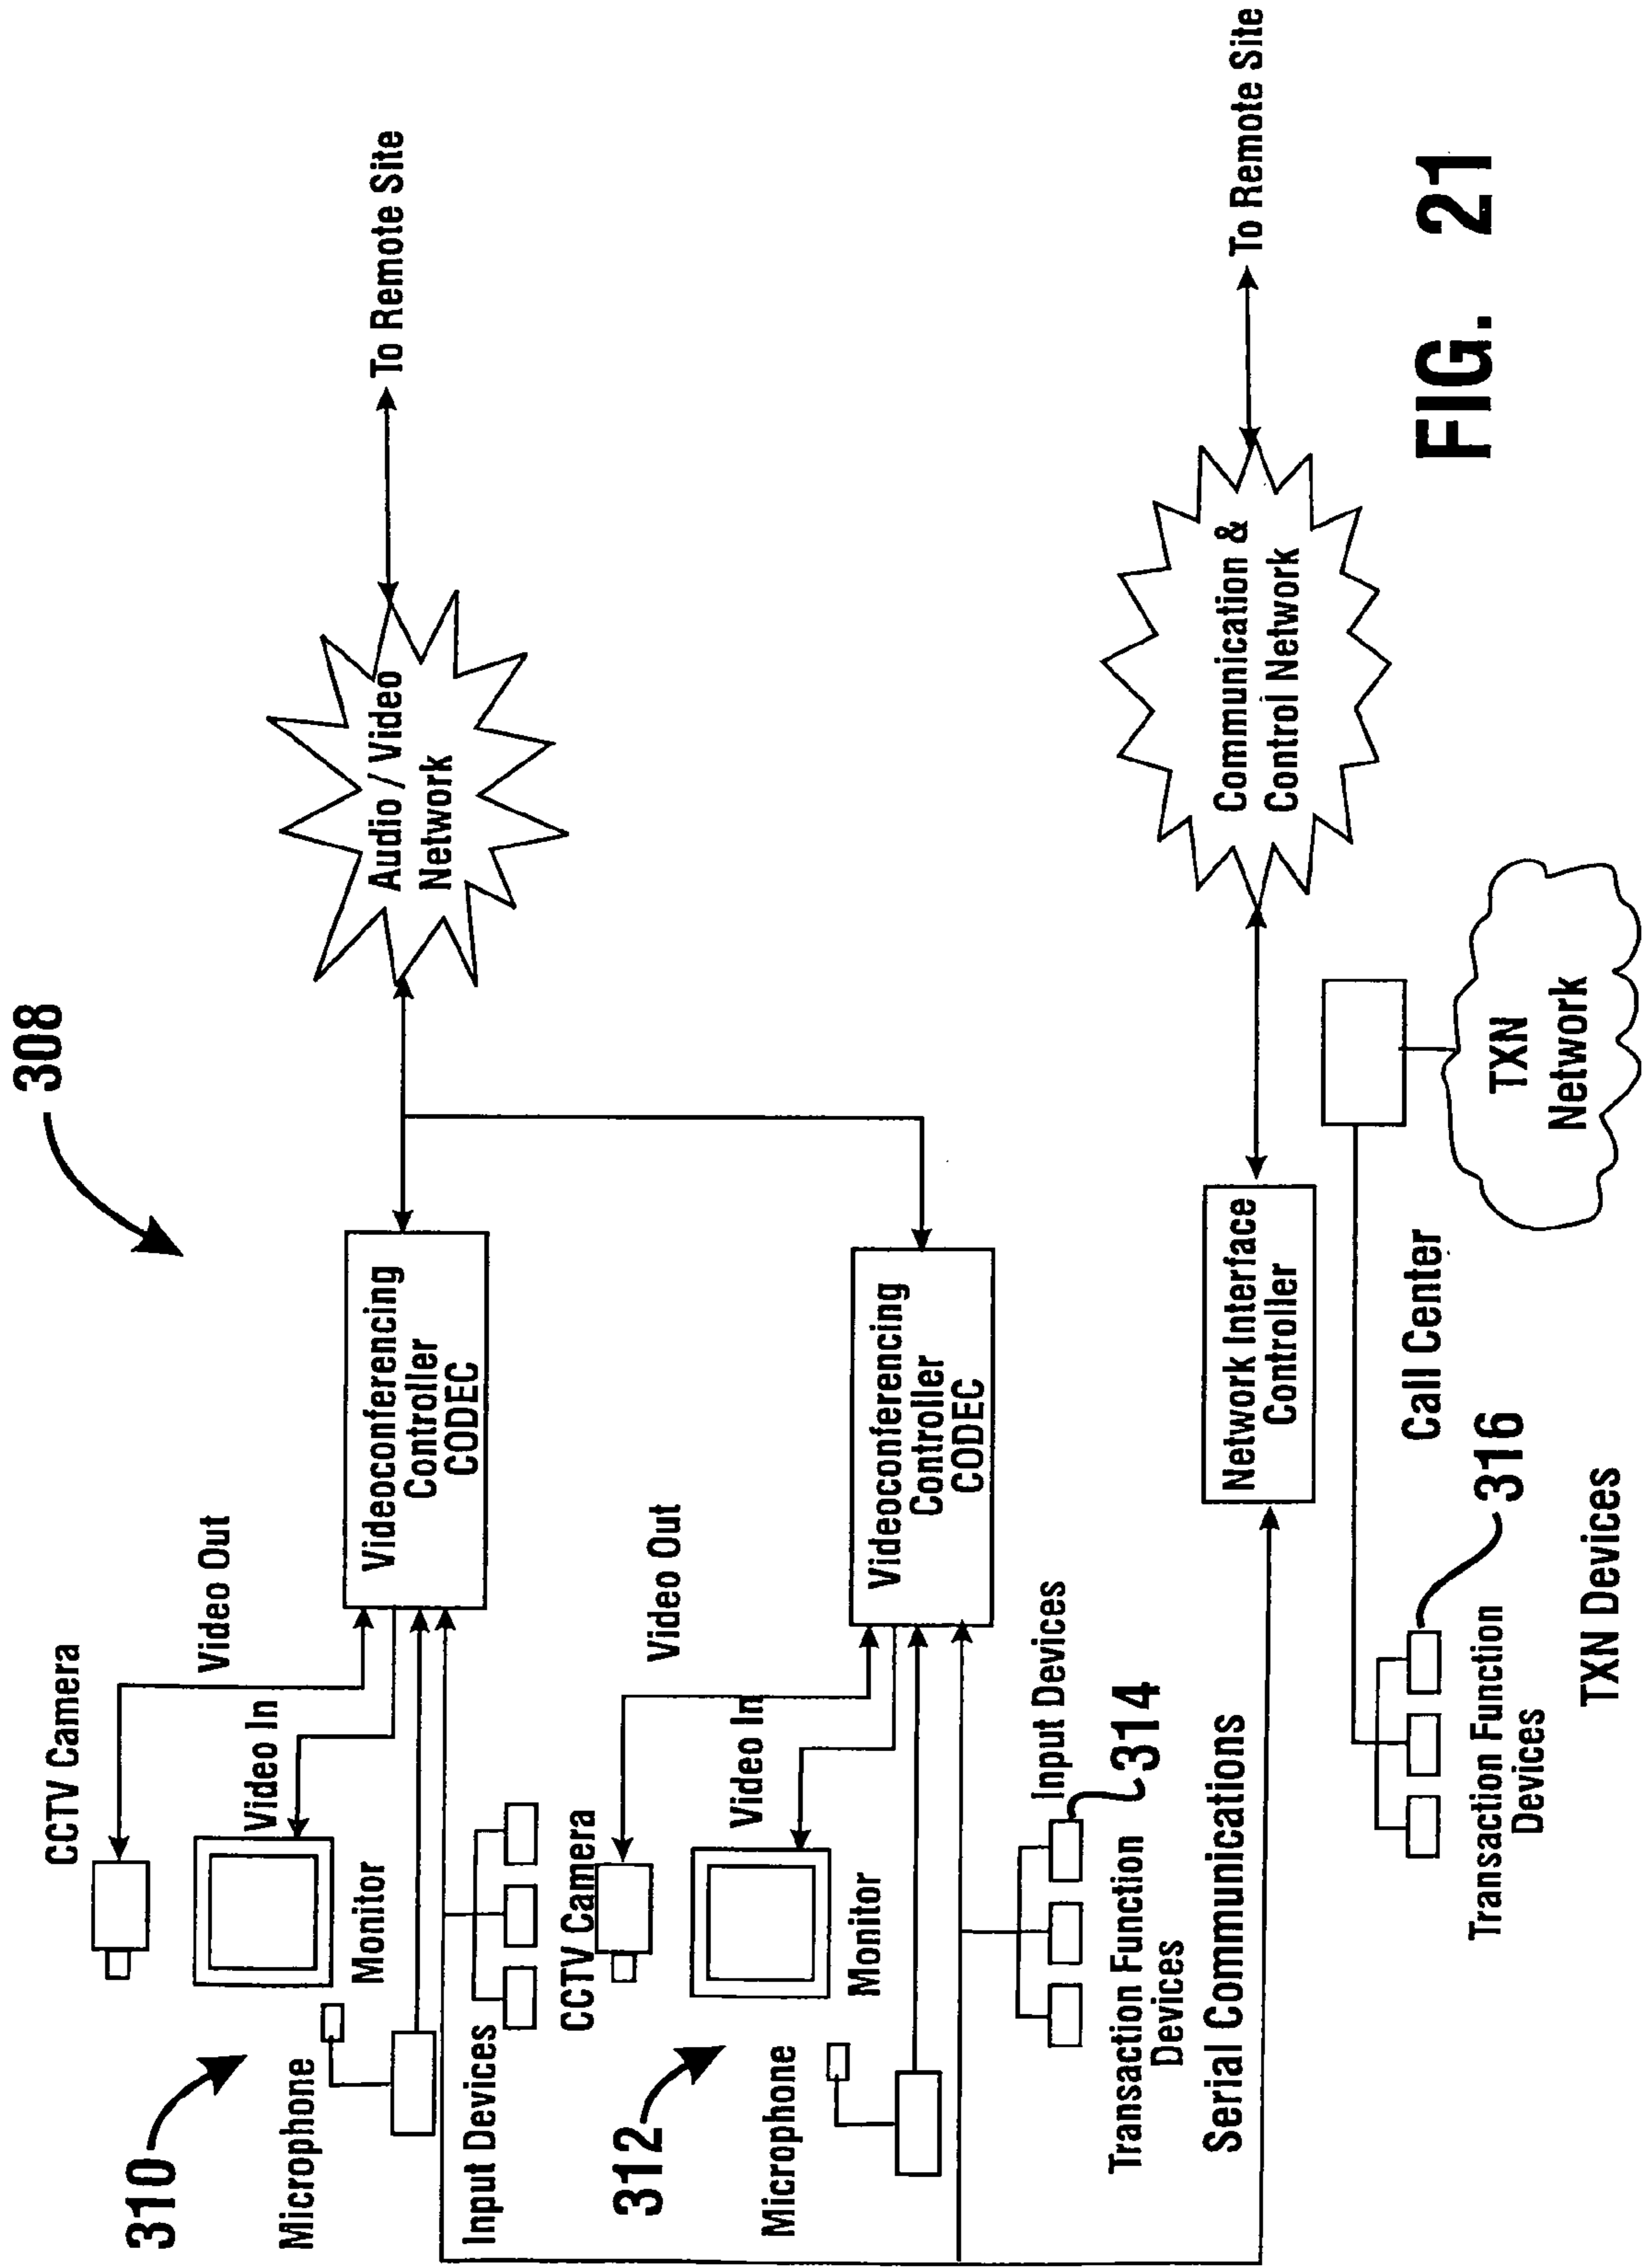 308
310
CCTV Camera
Video Out
Video In
Monitor
Microphone
Input Devices
Videoconferencing
Controller
CODEC
Audio / Video
Network
To Remote Site
312
CCTV Camera
Video Out
Video In
Monitor
Microphone
Input Devices
314
Transaction Function
Devices
Videoconferencing
Controller
CODEC
Serial Communications
Network Interface
Controller
Communication &
Control Network
To Remote Site
Call Center
316
Transaction Function
Devices
TXN Devices
TXN
Network
FIG. 21